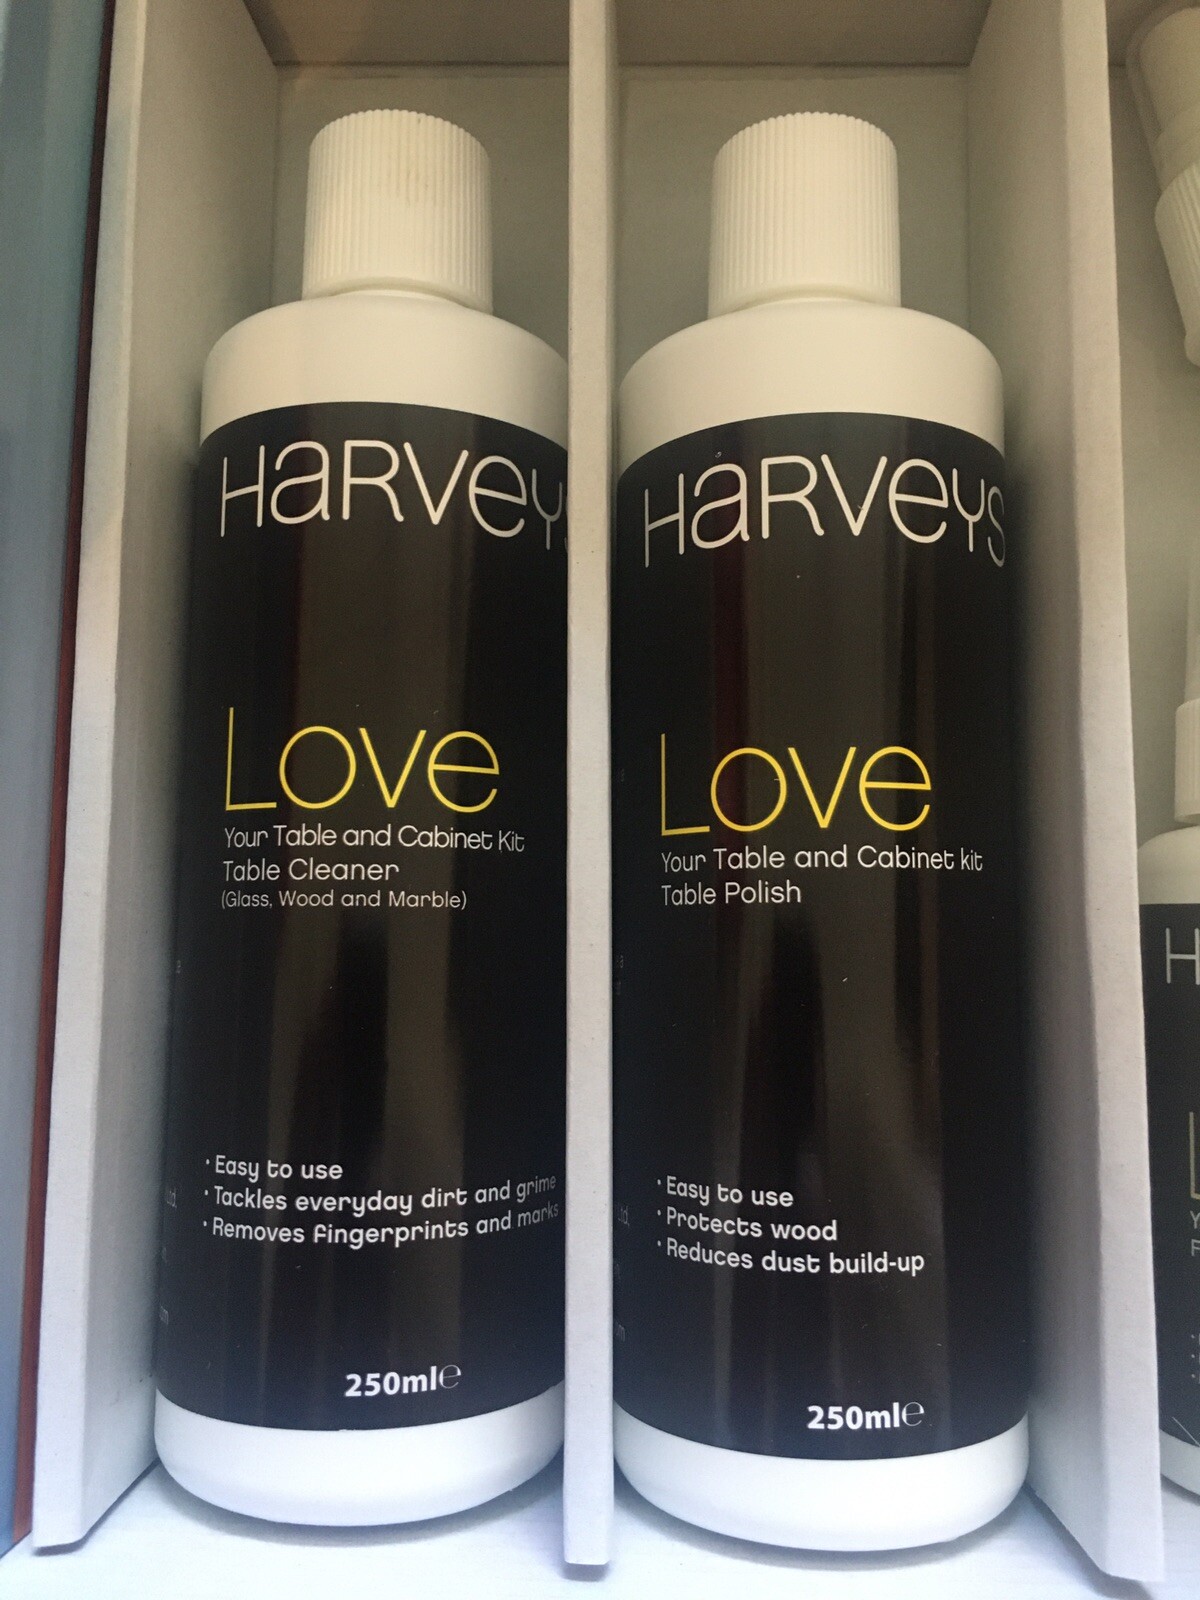 HARVEYS
Love
Your Table and Cabinet Kit
Table Cleaner
(Glass, Wood and Marble)
· Easy to use
· Tackles everyday dirt and grime
· Removes fingerprints and marks
250ml℮
HARVEYS
Love
Your Table and Cabinet kit
Table Polish
· Easy to use
· Protects wood
· Reduces dust build-up
250ml℮
Ltd,
H